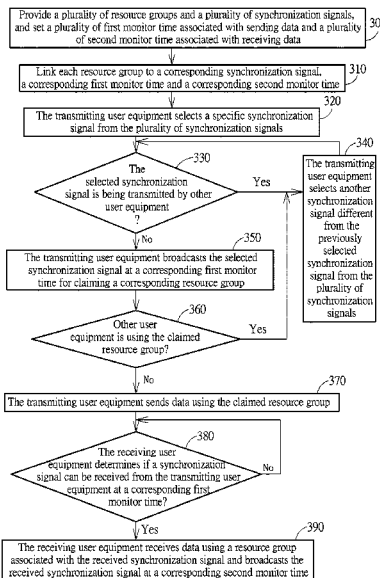 Provide a plurality of resource groups and a plurality of synchronization signals,
and set a plurality of first monitor time associated with sending data and a plurality
of second monitor time associated with receiving data
310
Link each resource group to a corresponding synchronization signal,
a corresponding first monitor time and a corresponding second monitor time
320
The transmitting user equipment selects a specific synchronization
signal from the plurality of synchronization signals
330
The
selected synchronization
signal is being transmitted by other
user equipment
?
Yes
No
340
The transmitting
user equipment
selects another
synchronization
signal different
from the
previously
selected
synchronization
signal from the
plurality of
synchronization
signals
350
The transmitting user equipment broadcasts the selected
synchronization signal at a corresponding first monitor
time for claiming a corresponding resource group
360
Other user
equipment is using the claimed
resource group?
Yes
No
370
The transmitting user equipment sends data using the claimed resource group
380
The receiving user
equipment determines if a synchronization
signal can be received from the transmitting user
equipment at a corresponding first
monitor time?
No
Yes
390
The receiving user equipment receives data using a resource group
associated with the received synchronization signal and broadcasts the
received synchronization signal at a corresponding second monitor time